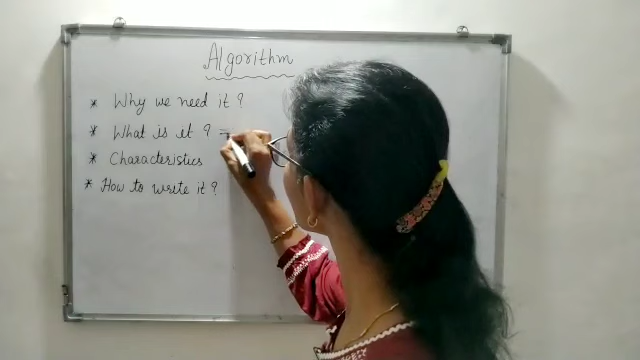 Algorithm
* Why we need it ?
* What is it ? =
* Characteristics
* How to write it ?